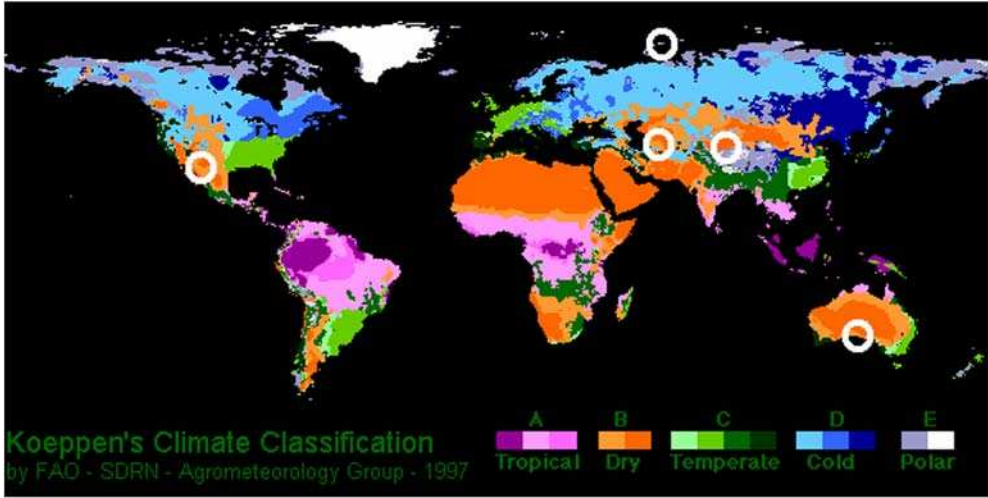 A B C D E
Tropical Dry Temperate Cold Polar
Koeppen's Climate Classification
by FAO - SDRN - Agrometeorology Group - 1997